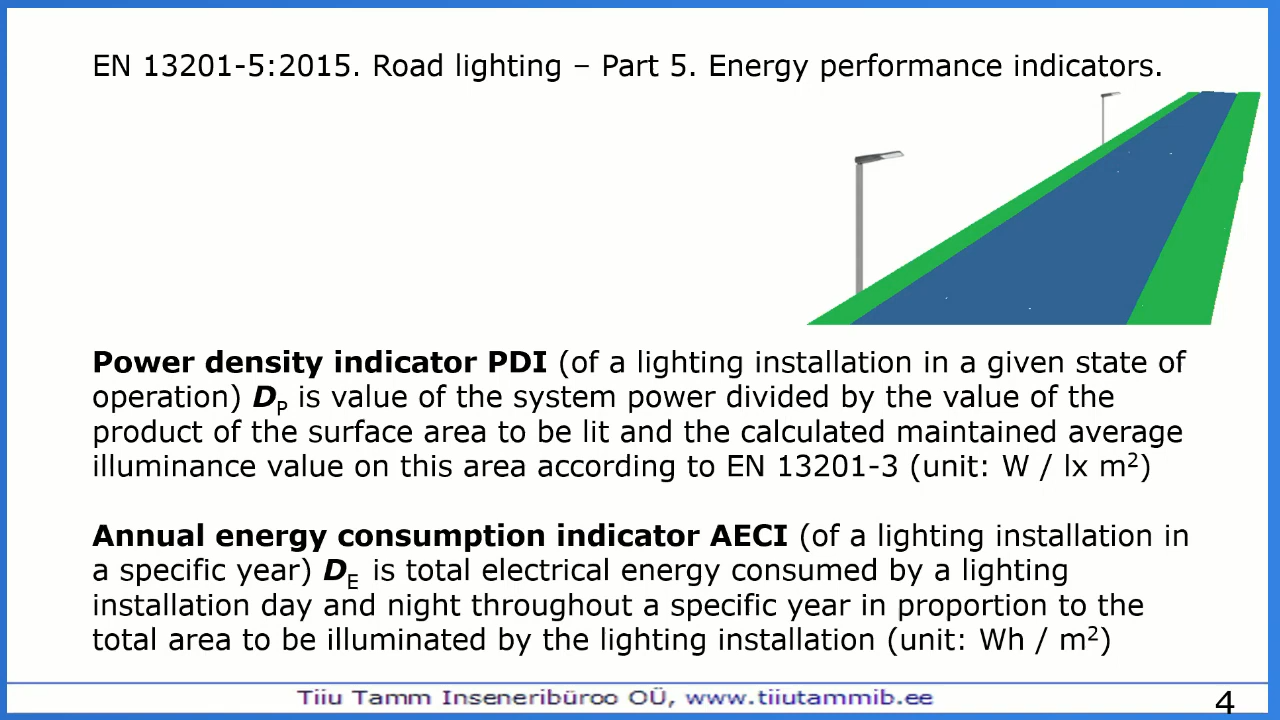 EN 13201-5:2015. Road lighting – Part 5. Energy performance indicators.
Power density indicator PDI (of a lighting installation in a given state of
operation) D_P is value of the system power divided by the value of the
product of the surface area to be lit and the calculated maintained average
illuminance value on this area according to EN 13201-3 (unit: W / lx m²)
Annual energy consumption indicator AECI (of a lighting installation in
a specific year) D_E is total electrical energy consumed by a lighting
installation day and night throughout a specific year in proportion to the
total area to be illuminated by the lighting installation (unit: Wh / m²)
Tiiu Tamm Inseneribüroo OÜ, www.tiiutammib.ee
4